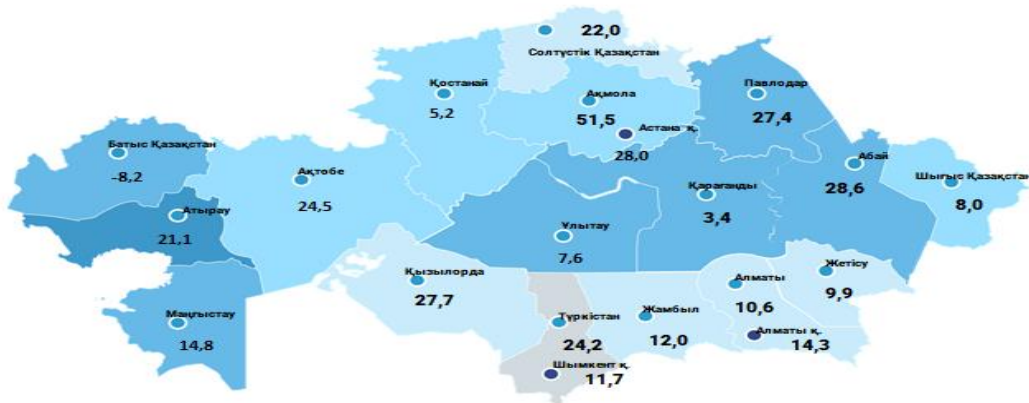 22,0
Солтүстік Қазақстан
Қостанай
5,2
Ақмола
51,5
Астана қ.
28,0
Павлодар
27,4
Батыс Қазақстан
-8,2
Ақтобе
24,5
Атырау
21,1
Маңғыстау
14,8
Ұлытау
7,6
Қарағанды
3,4
Абай
28,6
Шығыс Қазақстан
8,0
Қызылорда
27,7
Түркістан
24,2
Шымкент қ.
11,7
Жамбыл
12,0
Алматы
10,6
Жетісу
9,9
Алматы қ.
14,3